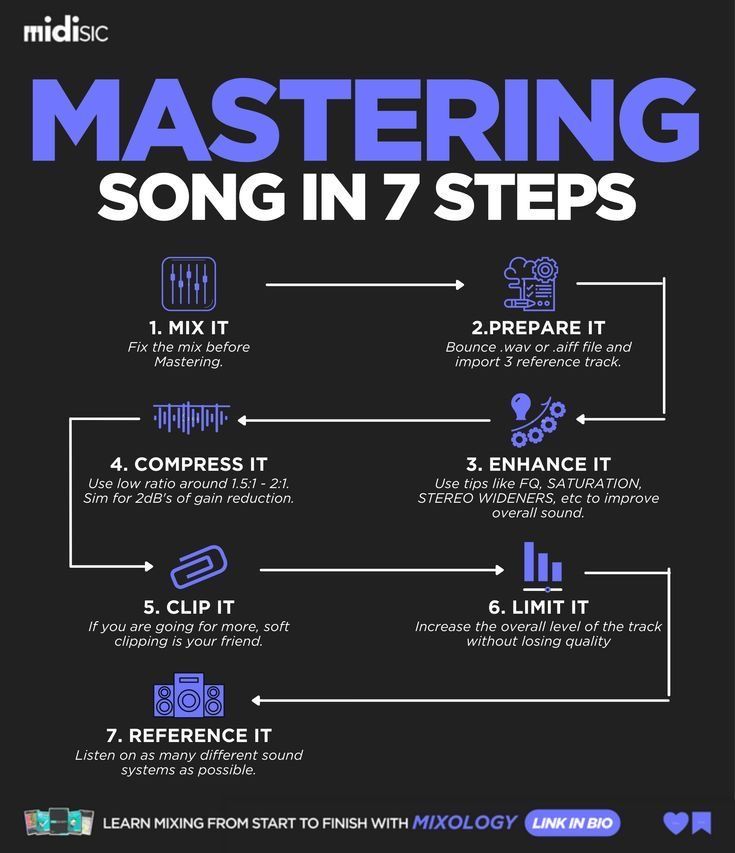 midiSIC
MASTERING
SONG IN 7 STEPS
1. MIX IT
Fix the mix before
Mastering.
2.PREPARE IT
Bounce .wav or .aiff file and
import 3 reference track.
3. ENHANCE IT
Use tips like FQ, SATURATION,
STEREO WIDENERS, etc to improve
overall sound.
4. COMPRESS IT
Use low ratio around 1.5:1 - 2:1.
Sim for 2dB's of gain reduction.
5. CLIP IT
If you are going for more, soft
clipping is your friend.
6. LIMIT IT
Increase the overall level of the track
without losing quality
7. REFERENCE IT
Listen on as many different sound
systems as possible.
LEARN MIXING FROM START TO FINISH WITH MIXOLOGY LINK IN BIO